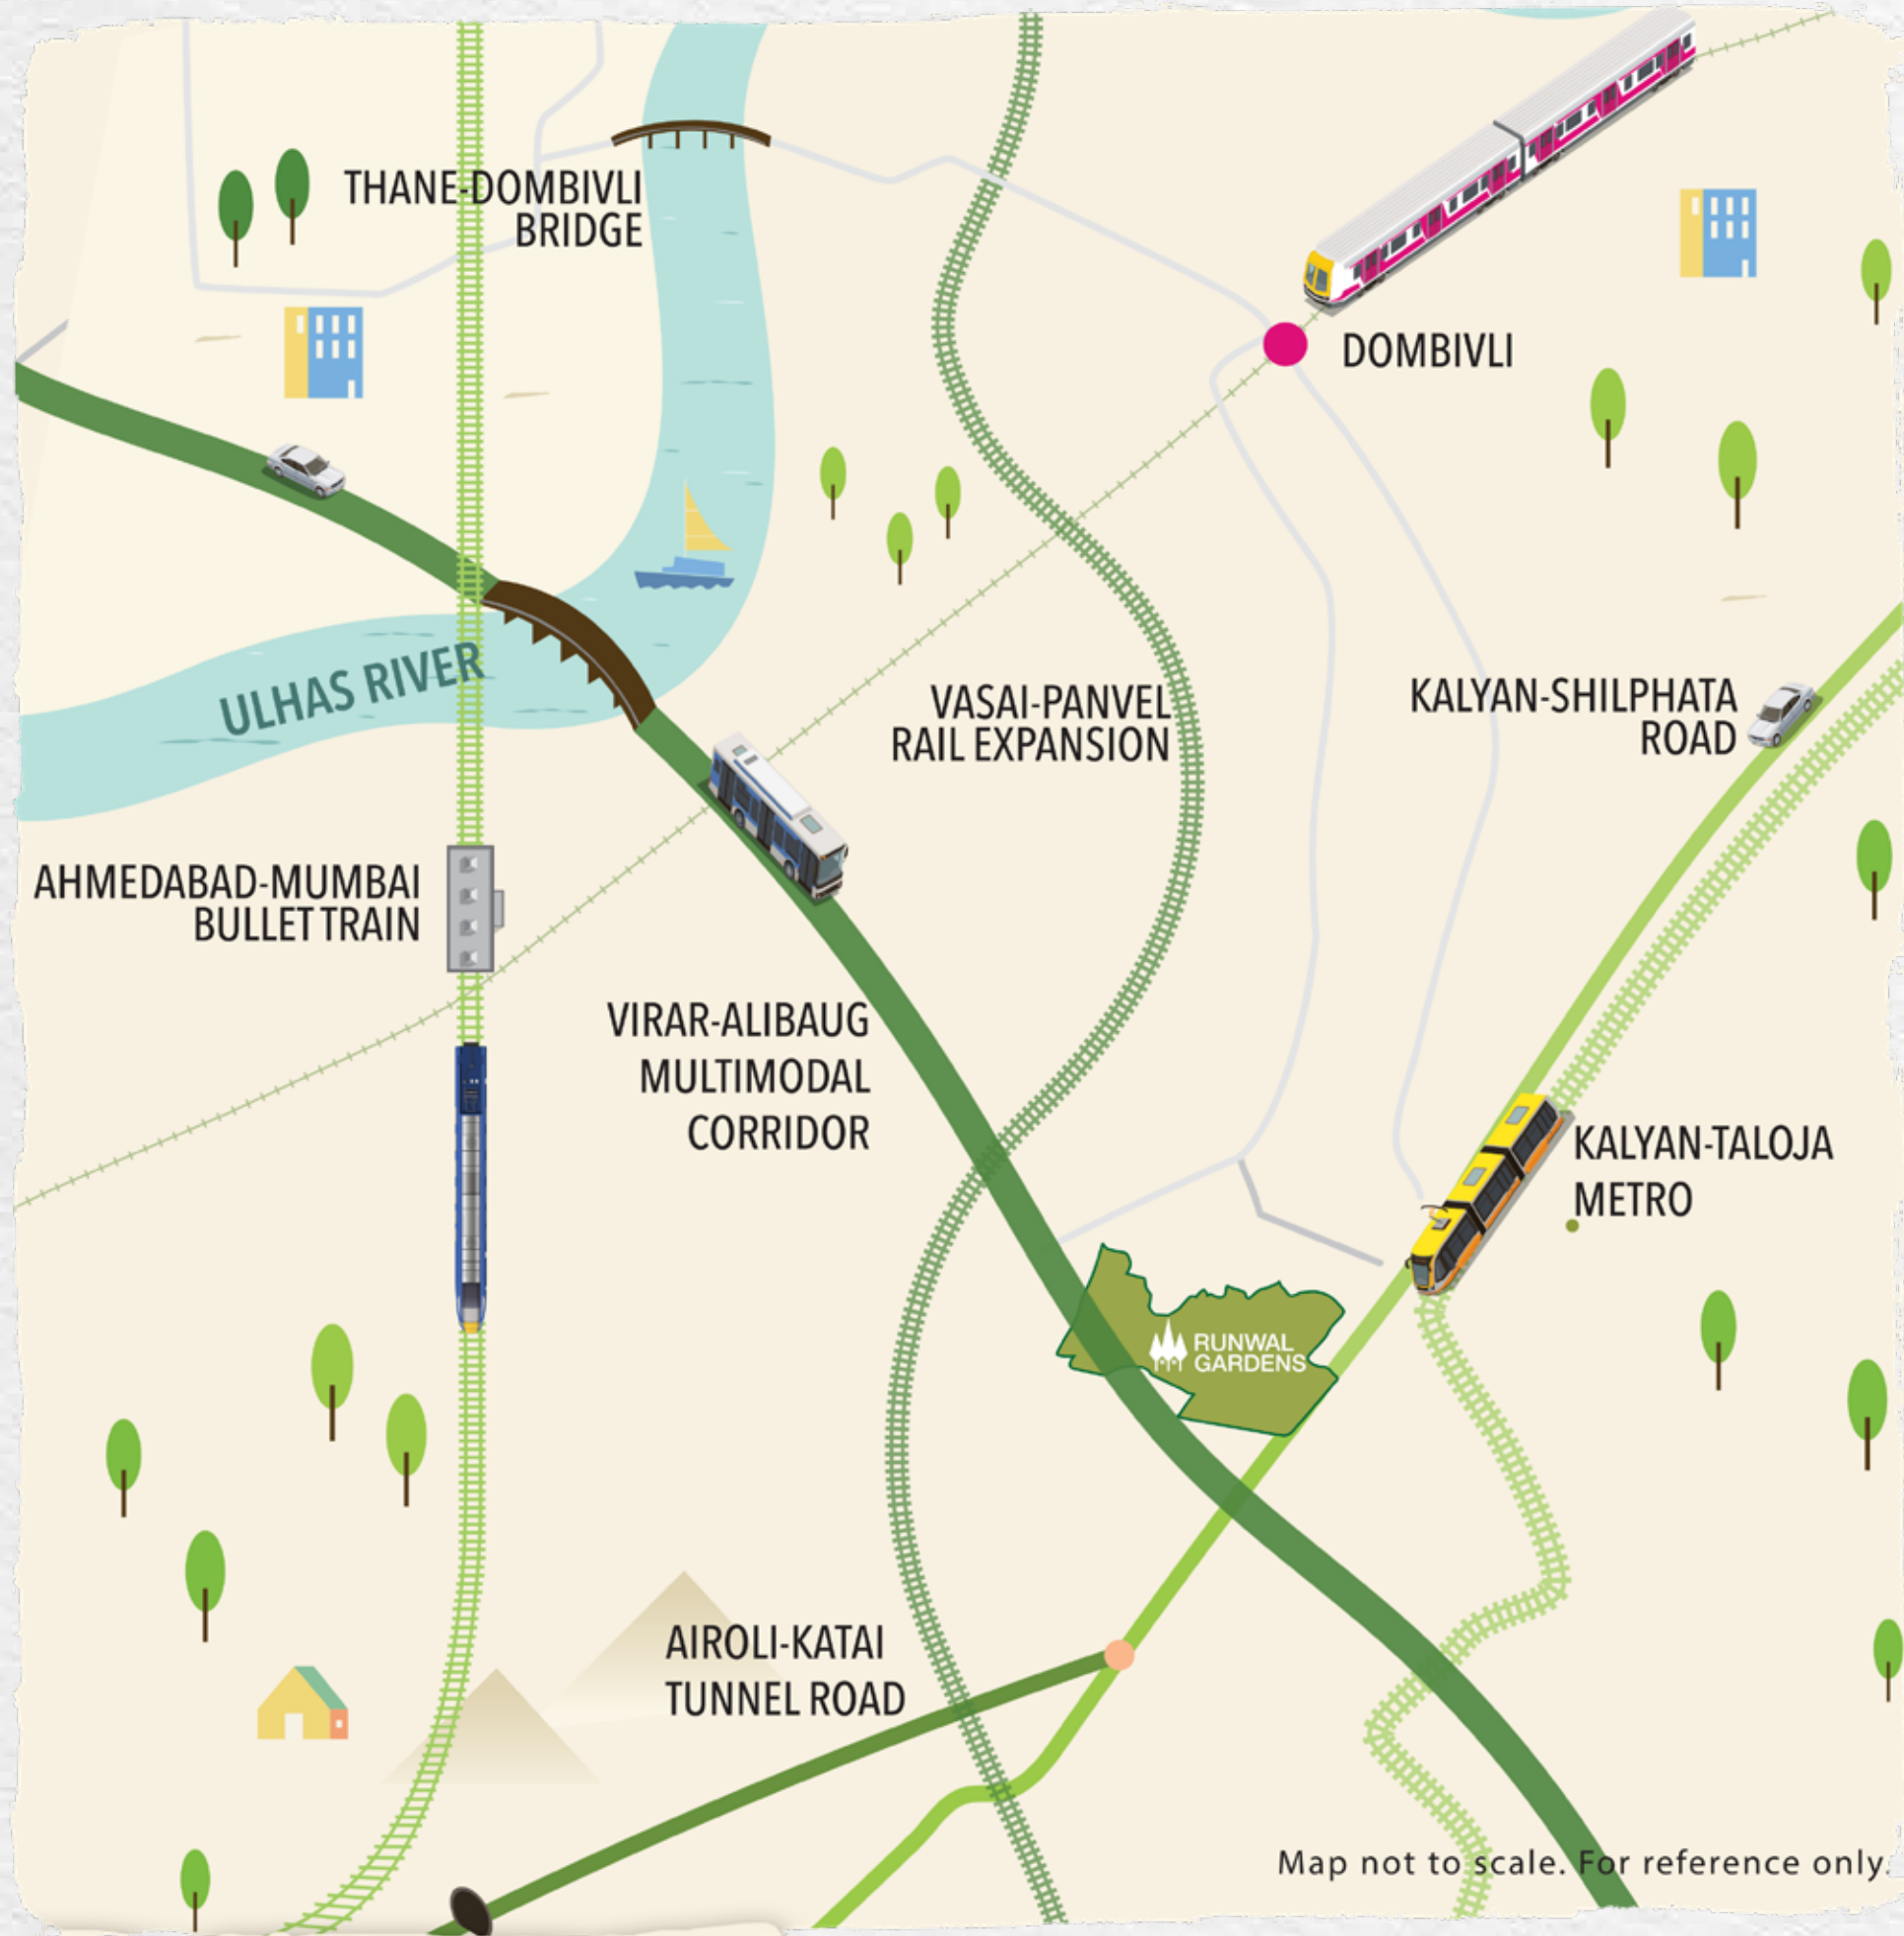 THANE-DOMBIVLI
BRIDGE
DOMBIVLI
ULHAS RIVER
VASAI-PANVEL
RAIL EXPANSION
KALYAN-SHILPHATA
ROAD
AHMEDABAD-MUMBAI
BULLET TRAIN
VIRAR-ALIBAUG
MULTIMODAL
CORRIDOR
KALYAN-TALOJA
METRO
RUNWAL
GARDENS
AIROLI-KATAI
TUNNEL ROAD
Map not to scale. For reference only.